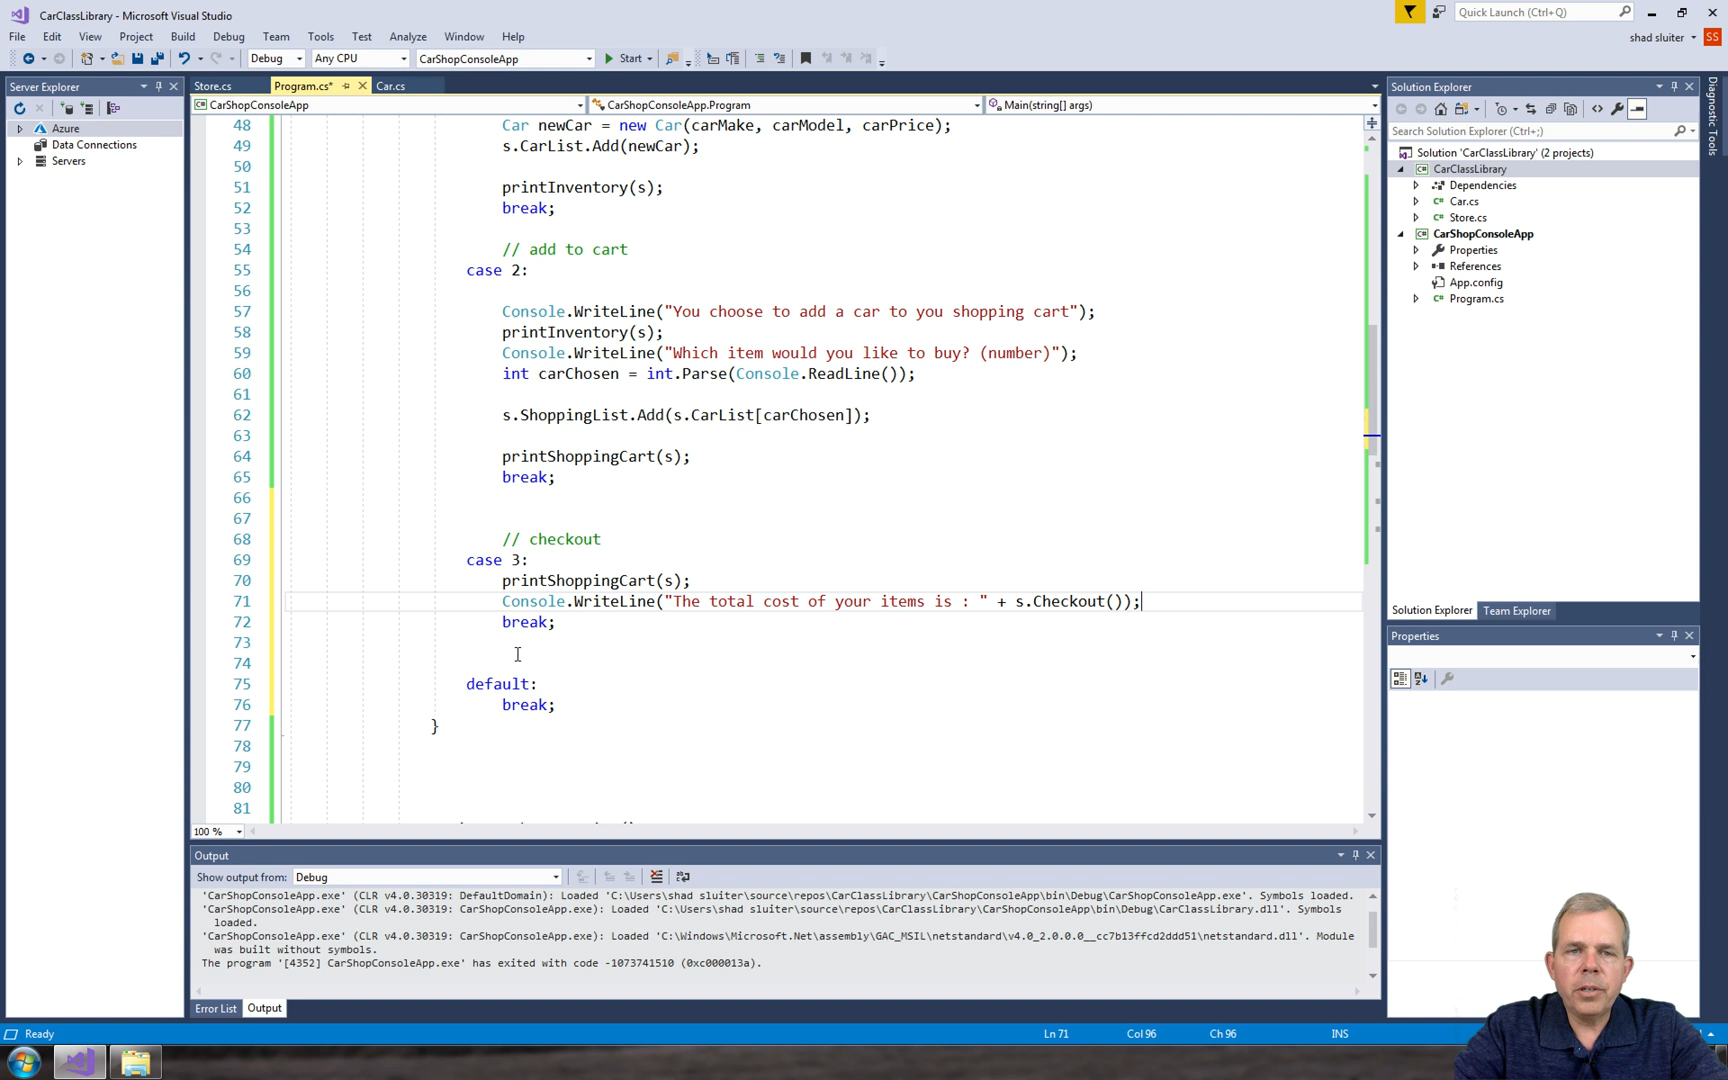 CarClassLibrary - Microsoft Visual Studio
Quick Launch (Ctrl+Q)
File Edit View Project Build Debug Team Tools Test Analyze Window Help
shad sluiter SS
Debug Any CPU CarShopConsoleApp Start
Server Explorer
Azure
Data Connections
Servers
Store.cs Program.cs* Car.cs
CarShopConsoleApp CarShopConsoleApp.Program Main(string[] args)
48 Car newCar = new Car(carMake, carModel, carPrice);
49 s.CarList.Add(newCar);
50
51 printInventory(s);
52 break;
53
54 // add to cart
55 case 2:
56
57 Console.WriteLine("You choose to add a car to you shopping cart");
58 printInventory(s);
59 Console.WriteLine("Which item would you like to buy? (number)");
60 int carChosen = int.Parse(Console.ReadLine());
61
62 s.ShoppingList.Add(s.CarList[carChosen]);
63
64 printShoppingCart(s);
65 break;
66
67
68 // checkout
69 case 3:
70 printShoppingCart(s);
71 Console.WriteLine("The total cost of your items is : " + s.Checkout());
72 break;
73
74
75 default:
76 break;
77 }
78
79
80
81
100 %
Output
Show output from: Debug
'CarShopConsoleApp.exe' (CLR v4.0.30319: DefaultDomain): Loaded 'C:\Users\shad sluiter\source\repos\CarClassLibrary\CarShopConsoleApp\bin\Debug\CarShopConsoleApp.exe'. Symbols loaded.
'CarShopConsoleApp.exe' (CLR v4.0.30319: CarShopConsoleApp.exe): Loaded 'C:\Users\shad sluiter\source\repos\CarClassLibrary\CarShopConsoleApp\bin\Debug\CarClassLibrary.dll'. Symbols
loaded.
'CarShopConsoleApp.exe' (CLR v4.0.30319: CarShopConsoleApp.exe): Loaded 'C:\Windows\Microsoft.Net\assembly\GAC_MSIL\netstandard\v4.0_2.0.0.0__cc7b13ffcd2ddd51\netstandard.dll'. Module
was built without symbols.
The program '[4352] CarShopConsoleApp.exe' has exited with code -1073741510 (0xc000013a).
Error List Output
Solution Explorer
Search Solution Explorer (Ctrl+;)
Solution 'CarClassLibrary' (2 projects)
CarClassLibrary
Dependencies
Car.cs
Store.cs
CarShopConsoleApp
Properties
References
App.config
Program.cs
Solution Explorer Team Explorer
Properties
Diagnostic Tools
Ready Ln 71 Col 96 Ch 96 INS